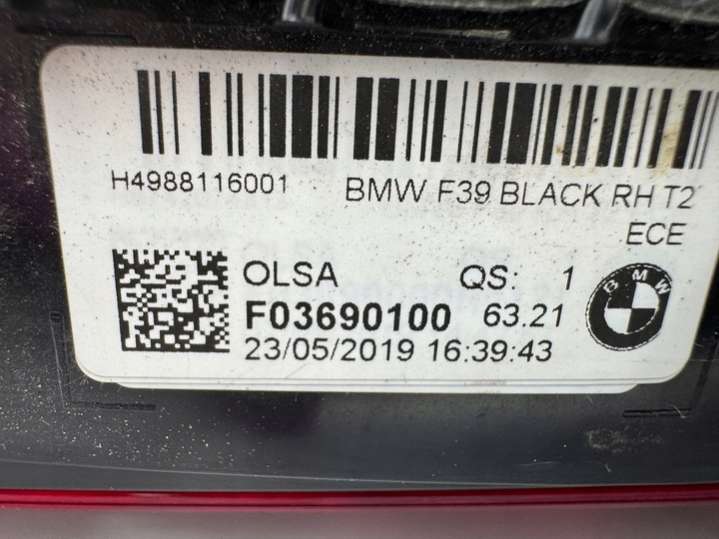 H4988116001 BMW F39 BLACK RH T2
ECE
OLSA QS: 1
F03690100 63.21
BMW
23/05/2019 16:39:43